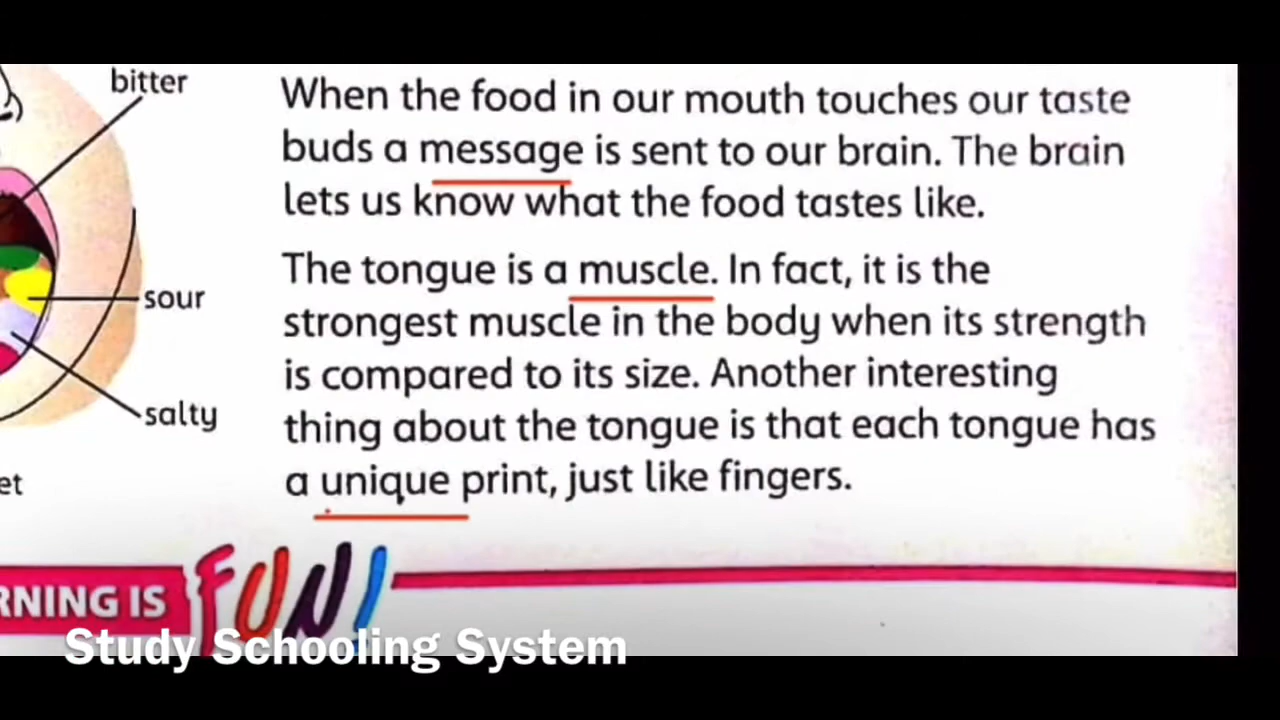 bitter
When the food in our mouth touches our taste
buds a message is sent to our brain. The brain
lets us know what the food tastes like.
The tongue is a muscle. In fact, it is the
sour
strongest muscle in the body when its strength
is compared to its size. Another interesting
salty
thing about the tongue is that each tongue has
a unique print, just like fingers.
et
RNING IS FUN!
Study Schooling System